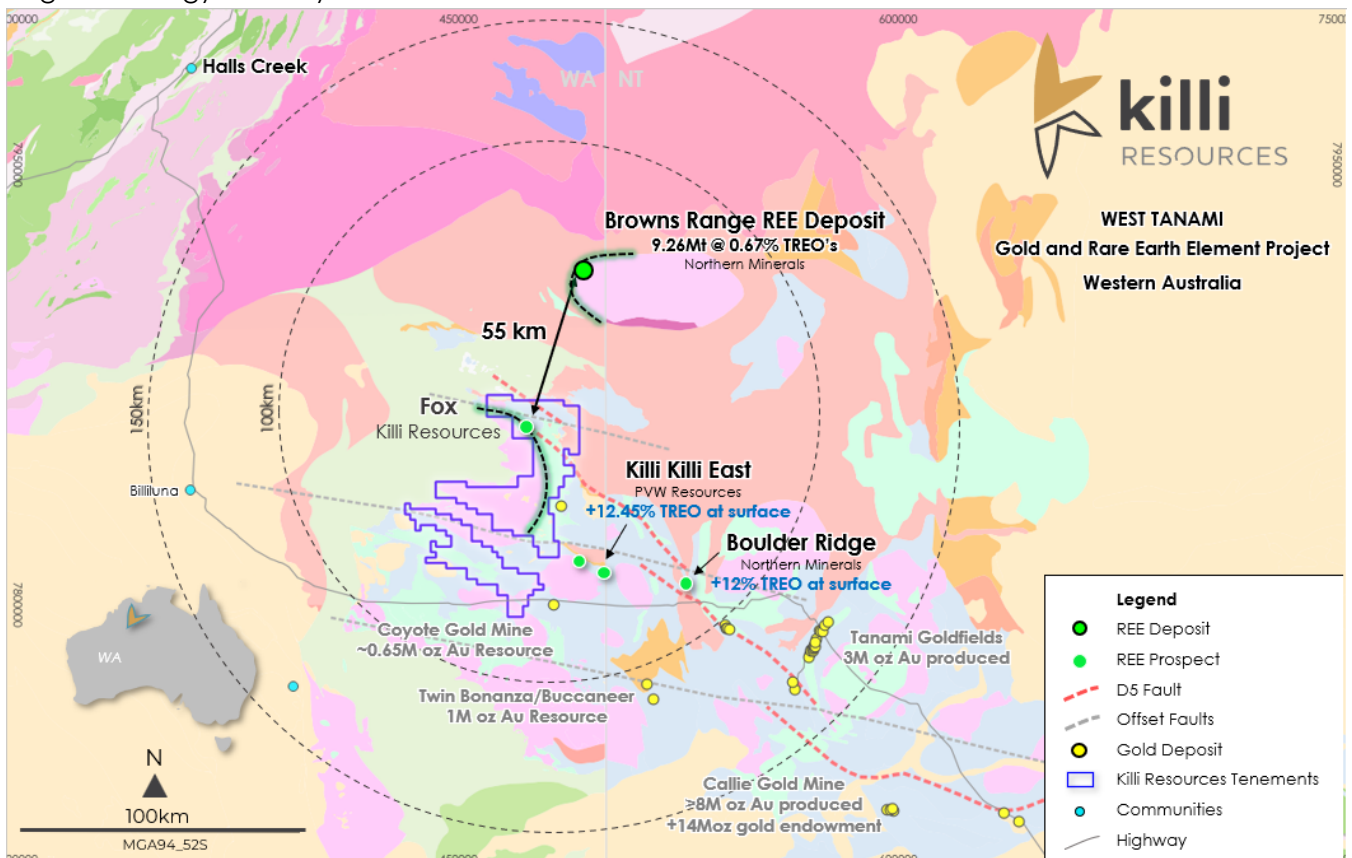 450000
600000
Halls Creek
WA NT
killi
RESOURCES
7950000
7950000
Browns Range REE Deposit
9.26Mt @ 0.67% TREO's
Northern Minerals
WEST TANAMI
Gold and Rare Earth Element Project
Western Australia
55 km
150km
100km
Fox
Killi Resources
Killi Killi East
PVW Resources
+12.45% TREO at surface
Billiluna
Boulder Ridge
Northern Minerals
+12% TREO at surface
7800000
7800000
WA
Coyote Gold Mine
~0.65M oz Au Resource
Tanami Goldfields
3M oz Au produced
Twin Bonanza/Buccaneer
1M oz Au Resource
Callie Gold Mine
≥8M oz Au produced
+14Moz gold endowment
N
100km
MGA94_52S
Legend
REE Deposit
REE Prospect
D5 Fault
Offset Faults
Gold Deposit
Killi Resources Tenements
Communities
Highway